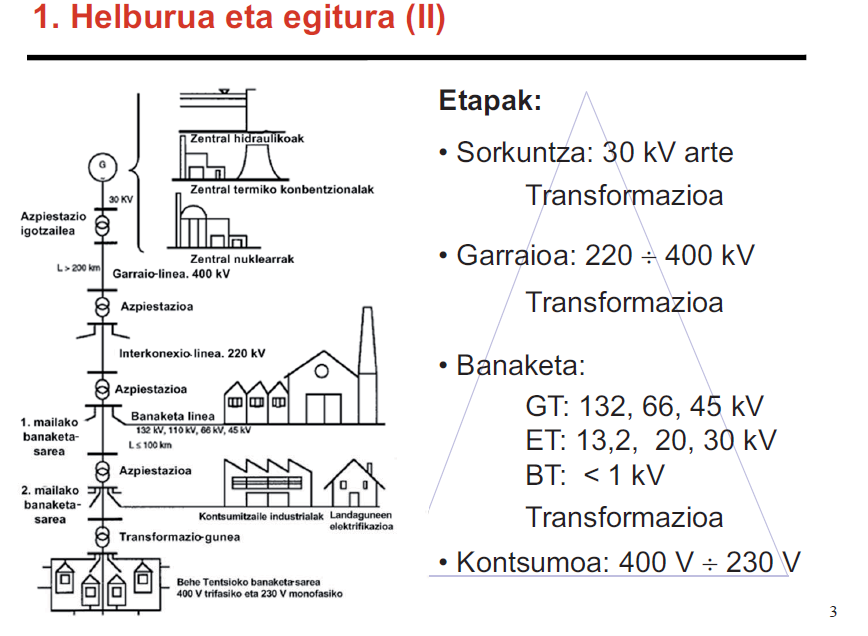 1. Helburua eta egitura (II)
Zentral hidraulikoak
G
Zentral termiko konbentzionalak
30 KV
Azpiestazio
igotzailea
Zentral nuklearrak
L > 200 km
Garraio-linea. 400 kV
Azpiestazioa
Interkonexio-linea. 220 kV
Azpiestazioa
Banaketa linea
132 kV, 110 kV, 66 kV, 45 kV
1. mailako
banaketa-
sarea
L ≤ 100 km
Azpiestazioa
2. mailako
banaketa-
sarea
Kontsumitzaile industrialak
Landaguneen
elektrifikazioa
Transformazio-gunea
Behe Tentsioko banaketa-sarea
400 V trifasiko eta 230 V monofasiko
Etapak:
• Sorkuntza: 30 kV arte
Transformazioa
• Garraioa: 220 ÷ 400 kV
Transformazioa
• Banaketa:
GT: 132, 66, 45 kV
ET: 13,2, 20, 30 kV
BT: < 1 kV
Transformazioa
• Kontsumoa: 400 V ÷ 230 V
3